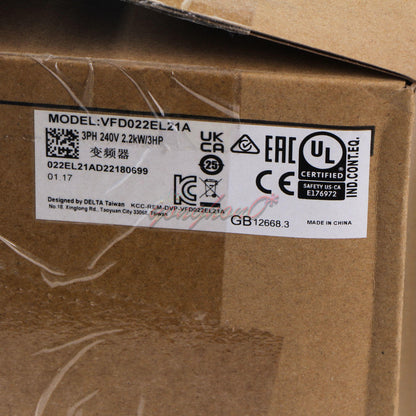 MODEL:VFD022EL21A
3PH 240V 2.2kW/3HP
变频器
022EL21AD22180699
01.17
UK
CA
25
EAC
UL
CERTIFIED
SAFETY US-CA
E176972
IND.CONT.EQ.
Designed by DELTA Taiwan
KCC-REM-DVP-VFD022EL21A
No.18. Xinglong Rd., Taoyuan City 33068, Taiwan
GB12668.3
MADE IN CHINA